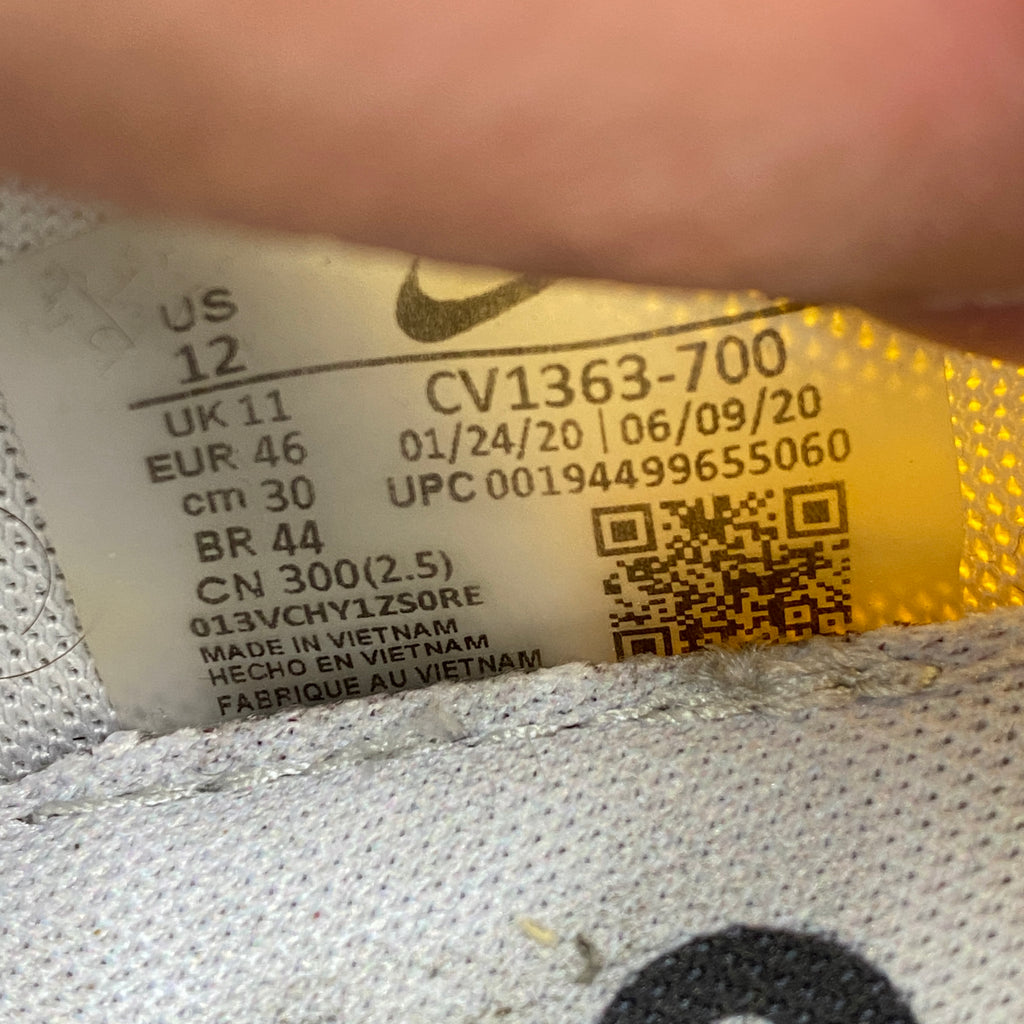 US
12
CV1363-700
UK 11
01/24/20 | 06/09/20
EUR 46
UPC 00194499655060
cm 30
BR 44
CN 300(2.5)
013VCHY1ZS0RE
MADE IN VIETNAM
HECHO EN VIETNAM
FABRIQUE AU VIETNAM